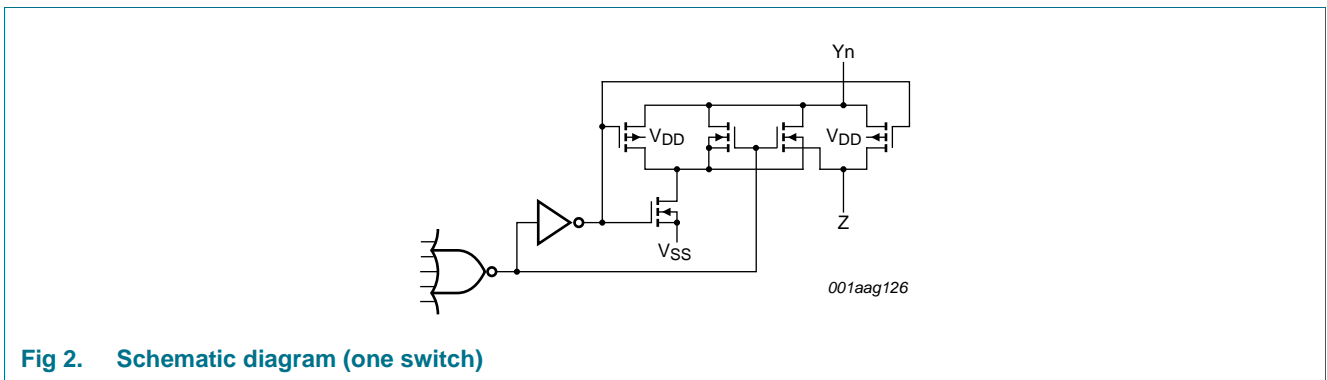 Yn
VDD
VDD
Z
VSS
001aag126
Fig 2. Schematic diagram (one switch)